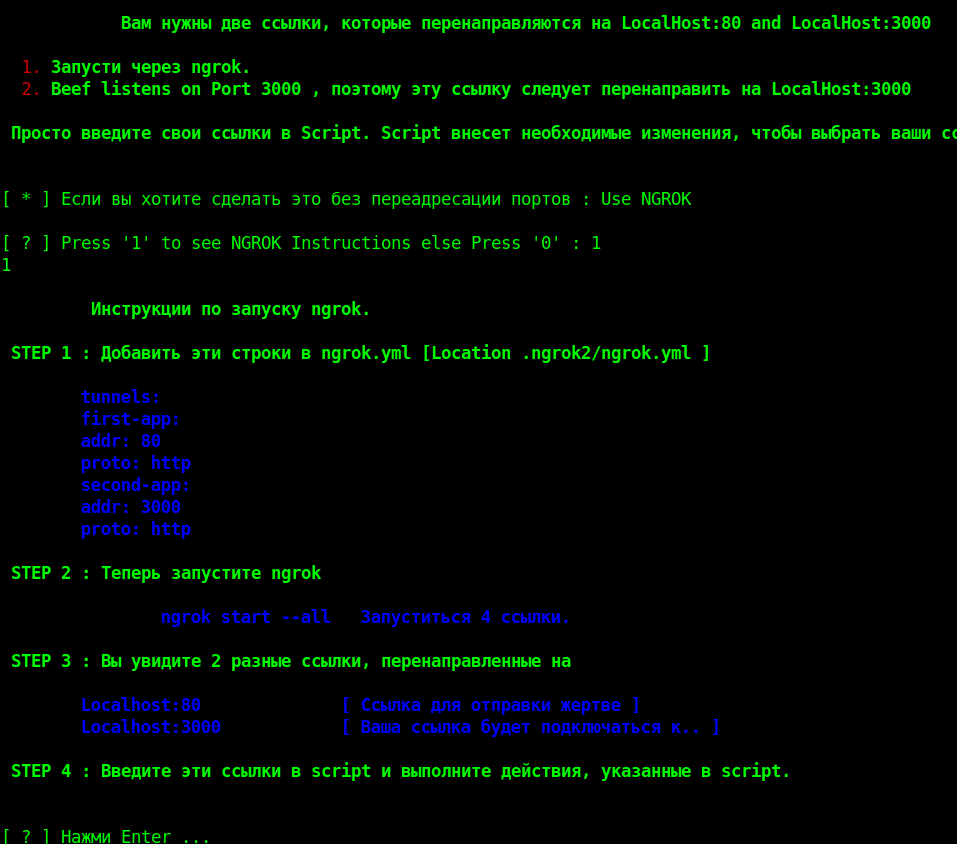 Вам нужны две ссылки, которые перенаправляются на LocalHost:80 and LocalHost:3000
1. Запусти через ngrok.
2. Beef listens on Port 3000 , поэтому эту ссылку следует перенаправить на LocalHost:3000
Просто введите свои ссылки в Script. Script внесет необходимые изменения, чтобы выбрать ваши
[ * ] Если вы хотите сделать это без переадресации портов : Use NGROK
[ ? ] Press '1' to see NGROK Instructions else Press '0' : 1
1
Инструкции по запуску ngrok.
STEP 1 : Добавить эти строки в ngrok.yml [Location .ngrok2/ngrok.yml ]
tunnels:
first-app:
addr: 80
proto: http
second-app:
addr: 3000
proto: http
STEP 2 : Теперь запустите ngrok
ngrok start --all   Запуститься 4 ссылки.
STEP 3 : Вы увидите 2 разные ссылки, перенаправленные на
Localhost:80 [ Ссылка для отправки жертве ]
Localhost:3000 [ Ваша ссылка будет подключаться к.. ]
STEP 4 : Введите эти ссылки в script и выполните действия, указанные в script.
[ ? ] Нажми Enter ...